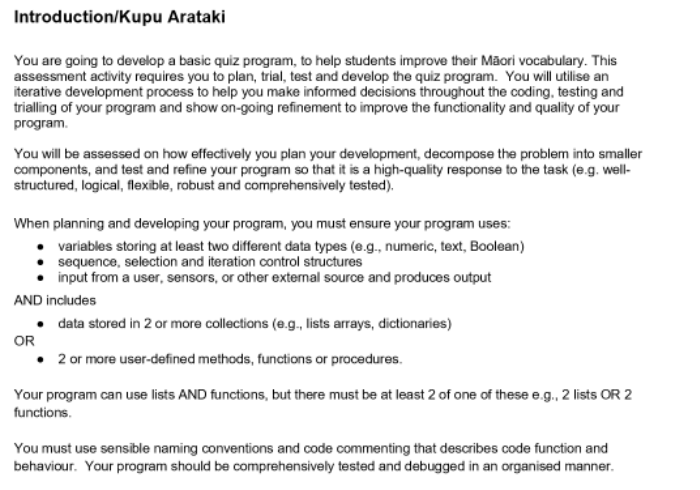 Introduction/Kupu Arataki
You are going to develop a basic quiz program, to help students improve their Māori vocabulary. This
assessment activity requires you to plan, trial, test and develop the quiz program. You will utilise an
iterative development process to help you make informed decisions throughout the coding, testing and
trialling of your program and show on-going refinement to improve the functionality and quality of your
program.
You will be assessed on how effectively you plan your development, decompose the problem into smaller
components, and test and refine your program so that it is a high-quality response to the task (e.g. well-
structured, logical, flexible, robust and comprehensively tested).
When planning and developing your program, you must ensure your program uses:
• variables storing at least two different data types (e.g., numeric, text, Boolean)
• sequence, selection and iteration control structures
• input from a user, sensors, or other external source and produces output
AND includes
• data stored in 2 or more collections (e.g., lists arrays, dictionaries)
OR
• 2 or more user-defined methods, functions or procedures.
Your program can use lists AND functions, but there must be at least 2 of one of these e.g., 2 lists OR 2
functions.
You must use sensible naming conventions and code commenting that describes code function and
behaviour. Your program should be comprehensively tested and debugged in an organised manner.